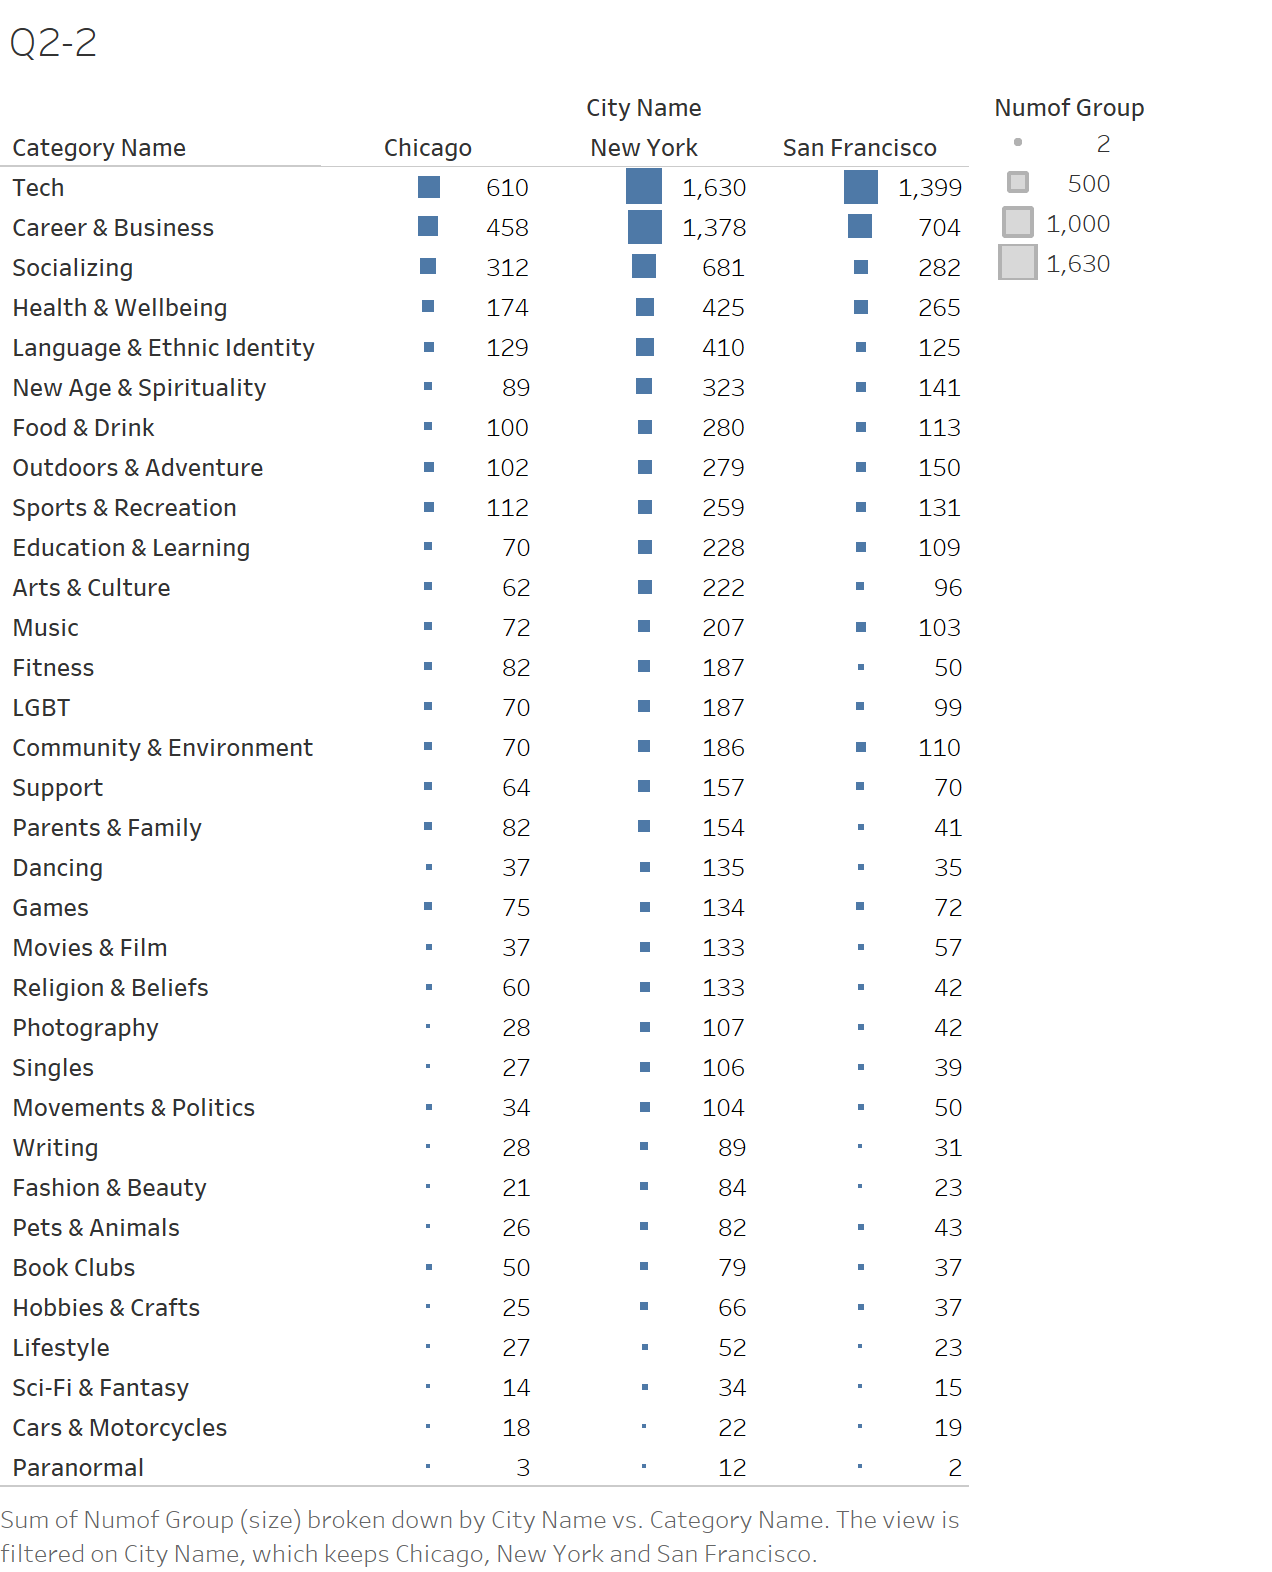 Q2-2
City Name
Numof Group
Category Name Chicago New York San Francisco
2
Tech 610 1,630 1,399
500
Career & Business 458 1,378 704
1,000
Socializing 312 681 282
1,630
Health & Wellbeing 174 425 265
Language & Ethnic Identity 129 410 125
New Age & Spirituality 89 323 141
Food & Drink 100 280 113
Outdoors & Adventure 102 279 150
Sports & Recreation 112 259 131
Education & Learning 70 228 109
Arts & Culture 62 222 96
Music 72 207 103
Fitness 82 187 50
LGBT 70 187 99
Community & Environment 70 186 110
Support 64 157 70
Parents & Family 82 154 41
Dancing 37 135 35
Games 75 134 72
Movies & Film 37 133 57
Religion & Beliefs 60 133 42
Photography 28 107 42
Singles 27 106 39
Movements & Politics 34 104 50
Writing 28 89 31
Fashion & Beauty 21 84 23
Pets & Animals 26 82 43
Book Clubs 50 79 37
Hobbies & Crafts 25 66 37
Lifestyle 27 52 23
Sci-Fi & Fantasy 14 34 15
Cars & Motorcycles 18 22 19
Paranormal 3 12 2
Sum of Numof Group (size) broken down by City Name vs. Category Name. The view is
filtered on City Name, which keeps Chicago, New York and San Francisco.